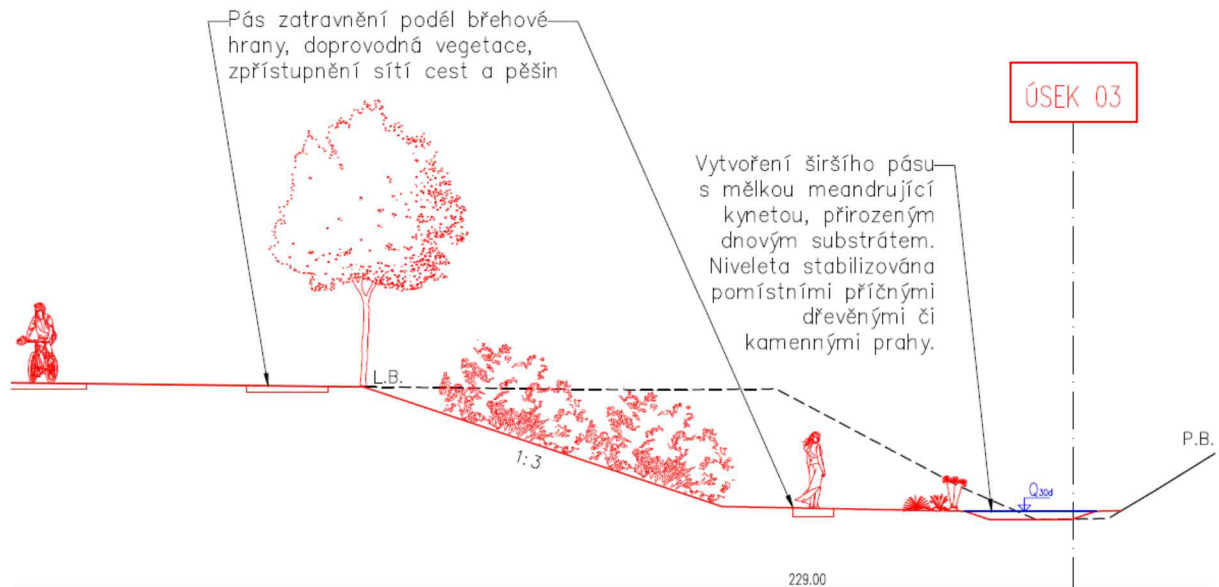 Pás zatravnění podél břehové
hrany, doprovodná vegetace,
zpřístupnění sítí cest a pěšin
ÚSEK 03
Vytvoření širšího pásu
s mělkou meandrující
kynetou, přirozeným
dnovým substrátem.
Niveleta stabilizována
pomístními příčnými
dřevěnými či
kamennými prahy.
L.B.
P.B.
1:3
Q30d
229.00